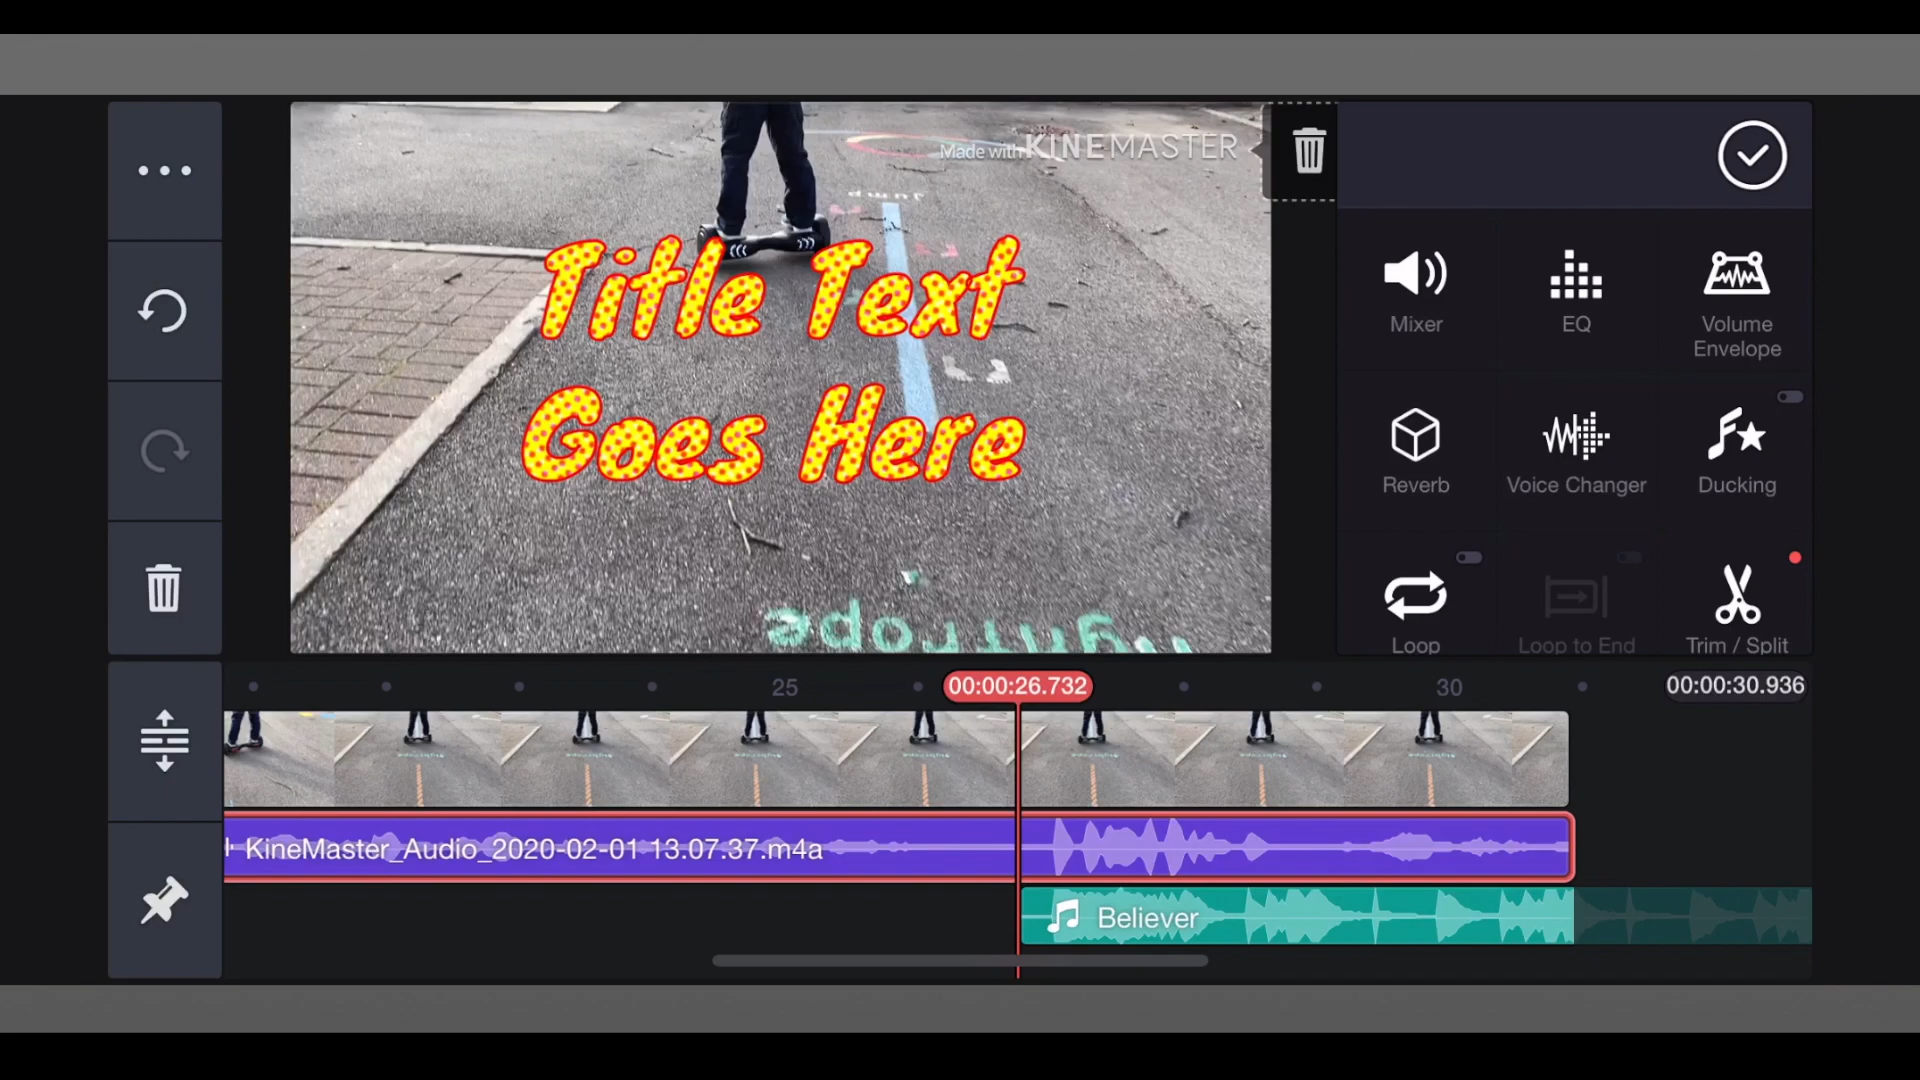 Made with KINEMASTER
Title Text
Goes Here
Mixer
EQ
Volume
Envelope
Reverb
Voice Changer
Ducking
Loop
Loop to End
Trim / Split
25
00:00:26.732
30
00:00:30.936
KineMaster_Audio_2020-02-01 13.07.37.m4a
Believer